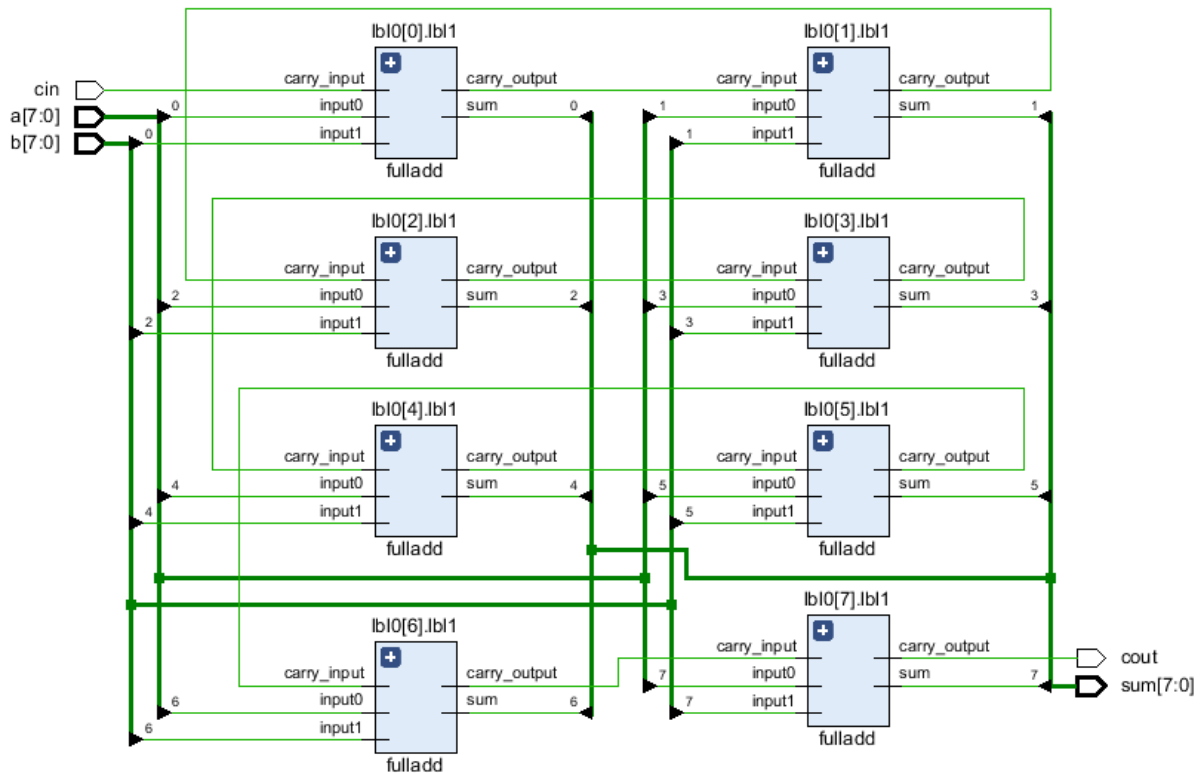 lbl0[0].lbl1 lbl0[1].lbl1
carry_input carry_output carry_input carry_output
cin
0 input0 sum 0 1 input0 sum 1
a[7:0]
0 input1 1 input1
b[7:0]
fulladd fulladd
lbl0[2].lbl1 lbl0[3].lbl1
carry_input carry_output carry_input carry_output
2 input0 sum 2 3 input0 sum 3
2 input1 3 input1
fulladd fulladd
lbl0[4].lbl1 lbl0[5].lbl1
carry_input carry_output carry_input carry_output
4 input0 sum 4 5 input0 sum 5
4 input1 5 input1
fulladd fulladd
lbl0[6].lbl1 lbl0[7].lbl1
carry_input carry_output carry_input carry_output
cout
6 input0 sum 6 7 input0 sum 7
sum[7:0]
6 input1 7 input1
fulladd fulladd